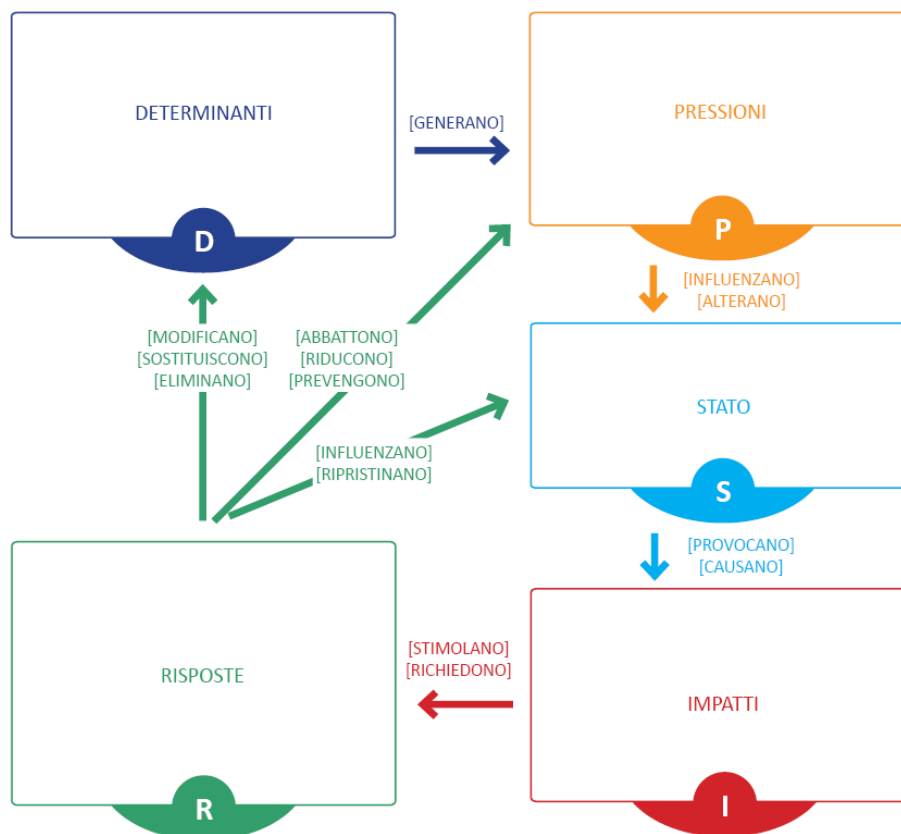 DETERMINANTI
D
[GENERANO]
PRESSIONI
P
[INFLUENZANO]
[ALTERANO]
[MODIFICANO]
[SOSTITUISCONO]
[ELIMINANO]
[ABBATTONO]
[RIDUCONO]
[PREVENGONO]
[INFLUENZANO]
[RIPRISTINANO]
STATO
S
[PROVOCANO]
[CAUSANO]
RISPOSTE
R
[STIMOLANO]
[RICHIEDONO]
IMPATTI
I